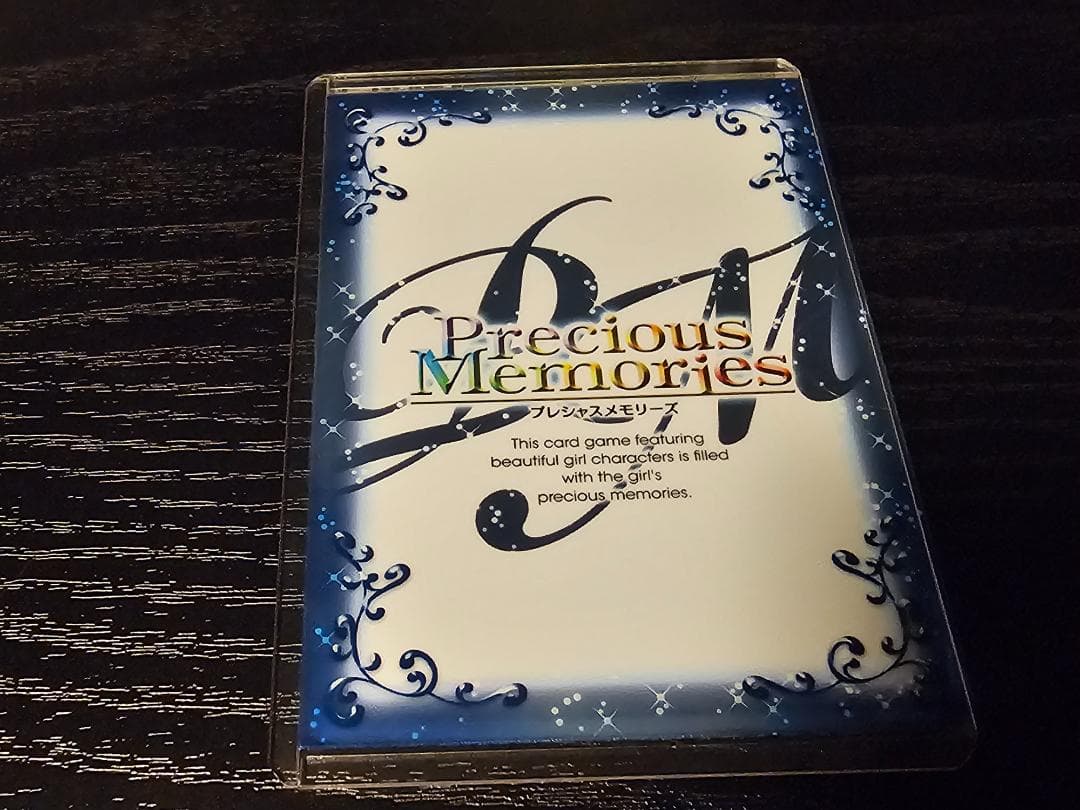 PM
Precious
Memories
プレシャスメモリーズ
This card game featuring
beautiful girl characters is filled
with the girl's
precious memories.